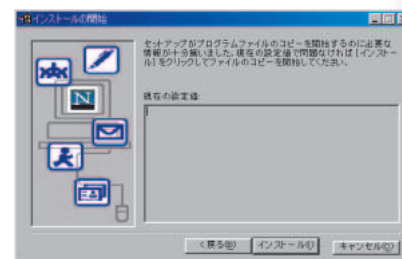 インストールの開始
セットアップがプログラムファイルのコピーを開始するのに必要な
情報が十分揃いました。現在の設定値で問題なければ [インストー
ル] をクリックしてファイルのコピーを開始してください。
現在の設定値:
N
< 戻る(B)
インストール(I)
キャンセル(C)